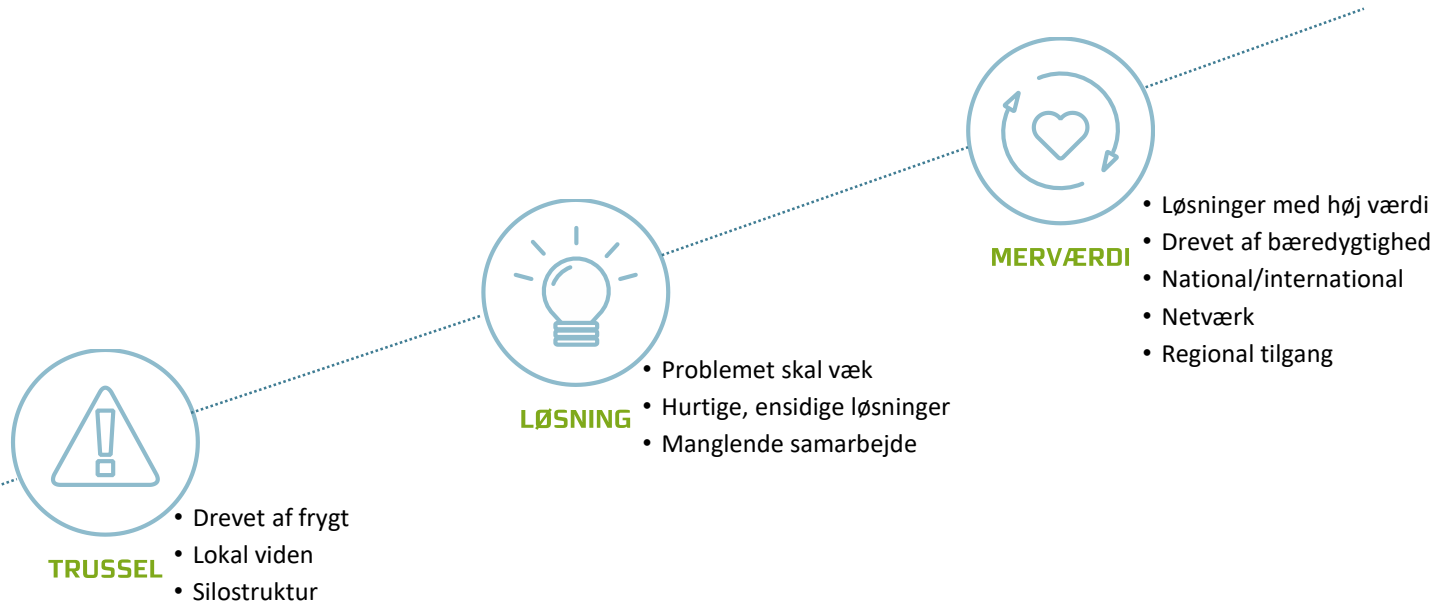 TRUSSEL
• Drevet af frygt
• Lokal viden
• Silostruktur
LØSNING
• Problemet skal væk
• Hurtige, ensidige løsninger
• Manglende samarbejde
MERVÆRDI
• Løsninger med høj værdi
• Drevet af bæredygtighed
• National/international
• Netværk
• Regional tilgang